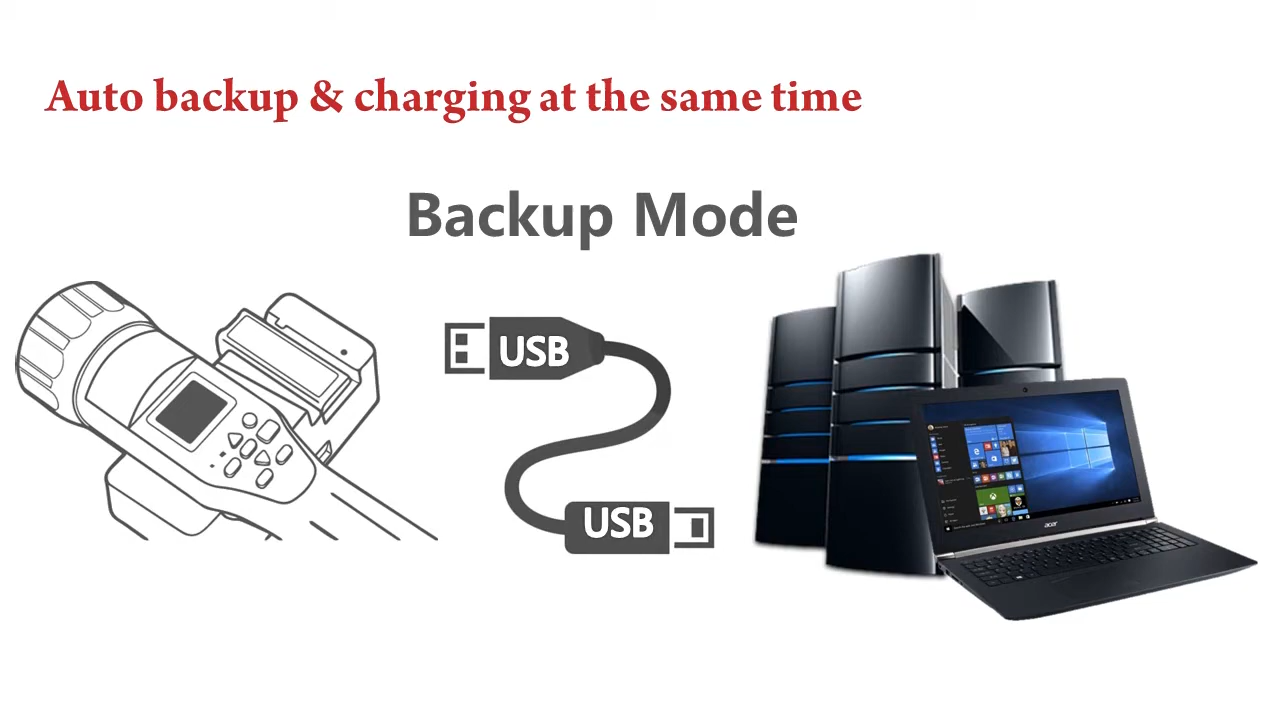 Auto backup & charging at the same time
Backup Mode
USB
USB
acer